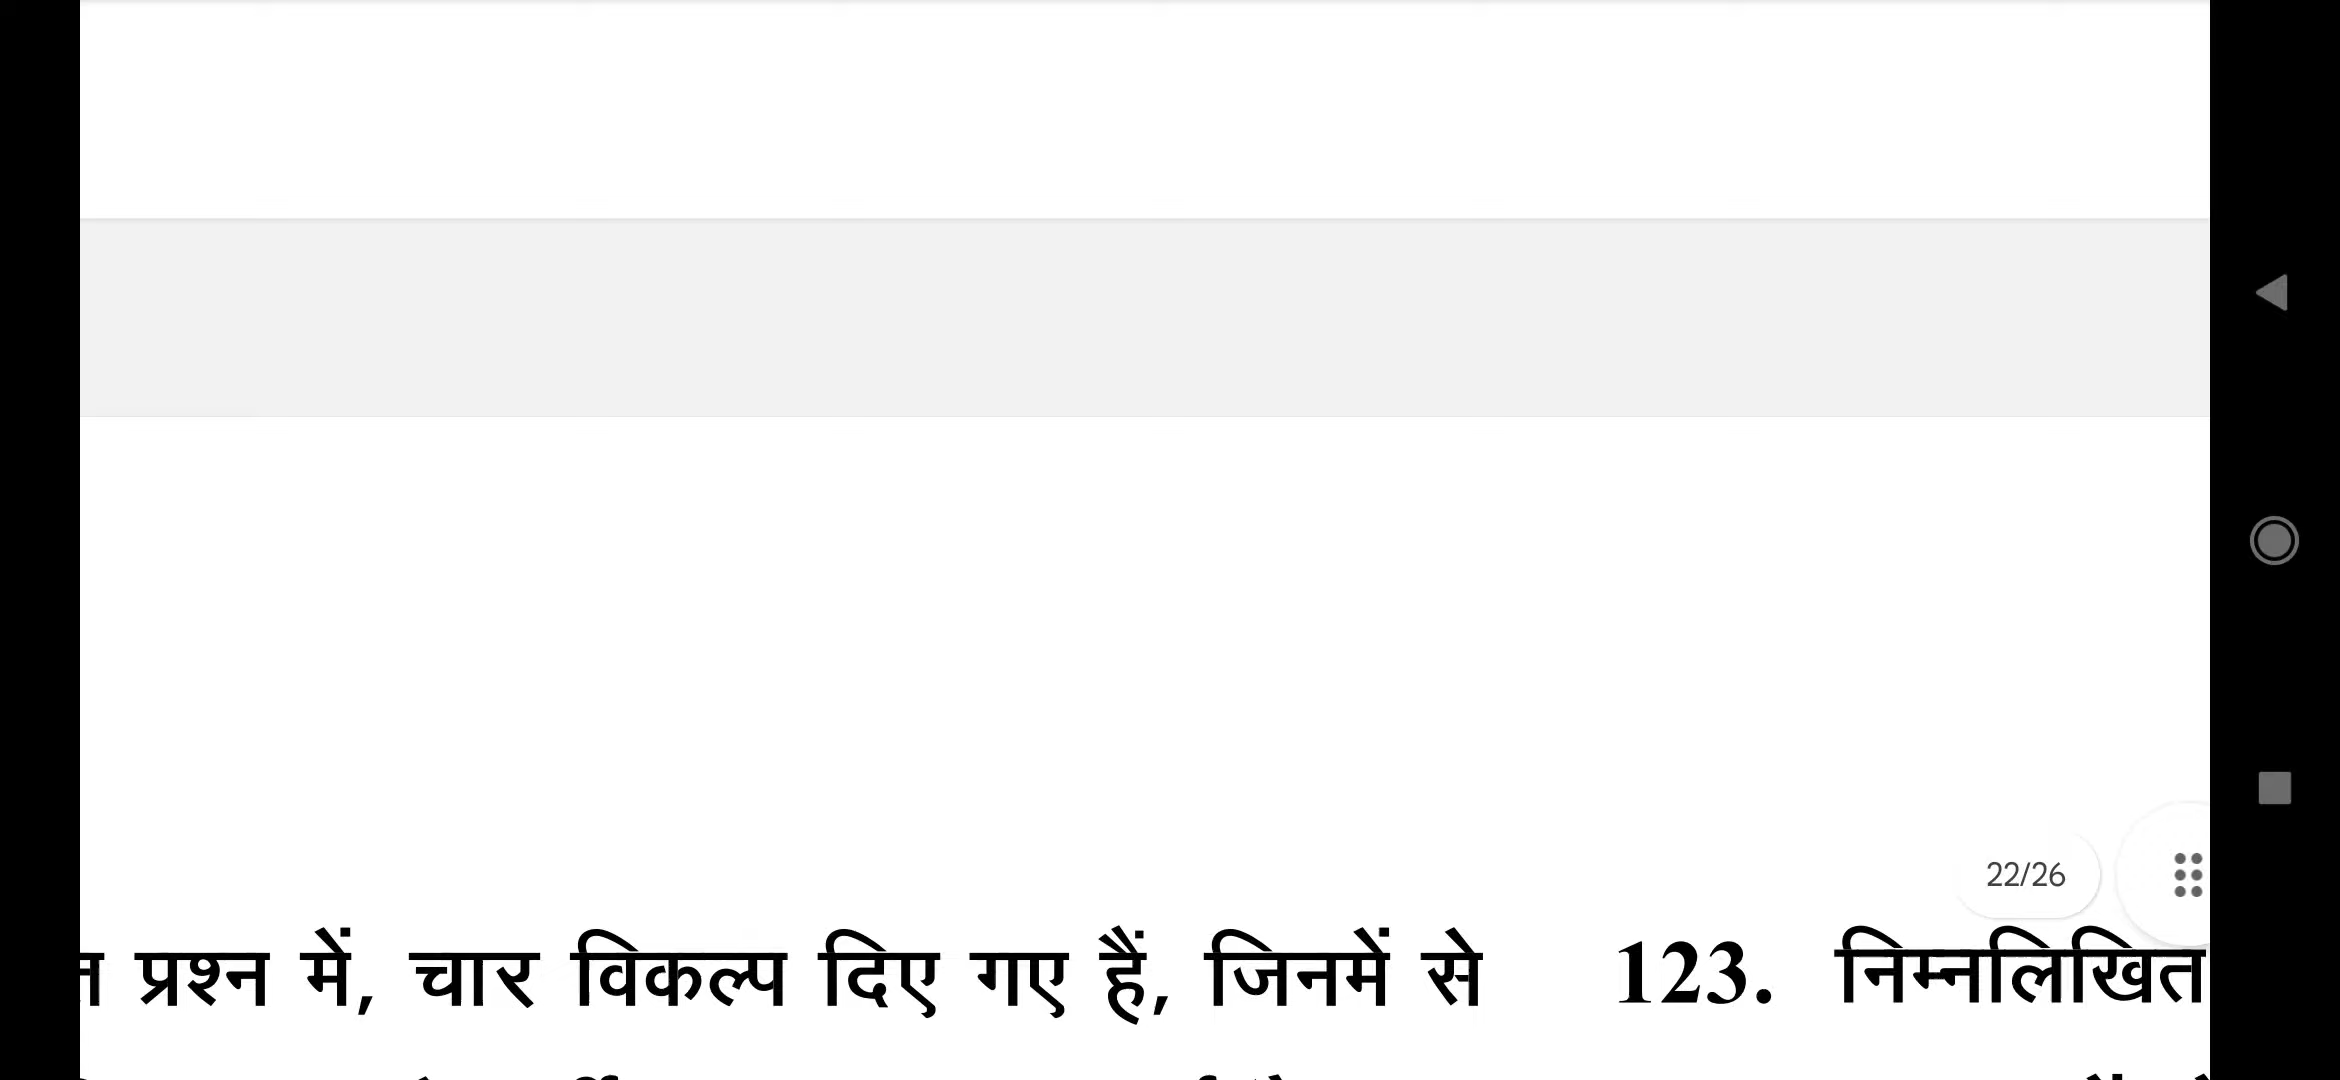 22/26
प्रश्न में, चार विकल्प दिए गए हैं, जिनमें से
123. निम्नलिखित